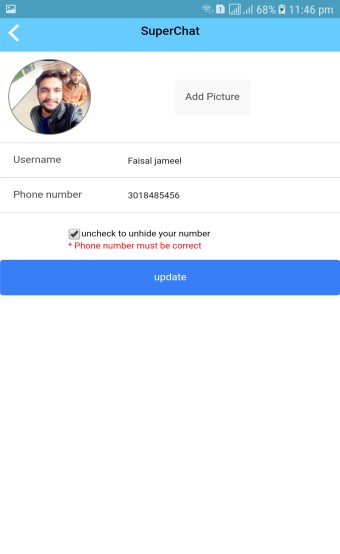 68% 11:46 pm
SuperChat
Add Picture
Username Faisal jameel
Phone number 3018485456
uncheck to unhide your number
* Phone number must be correct
update